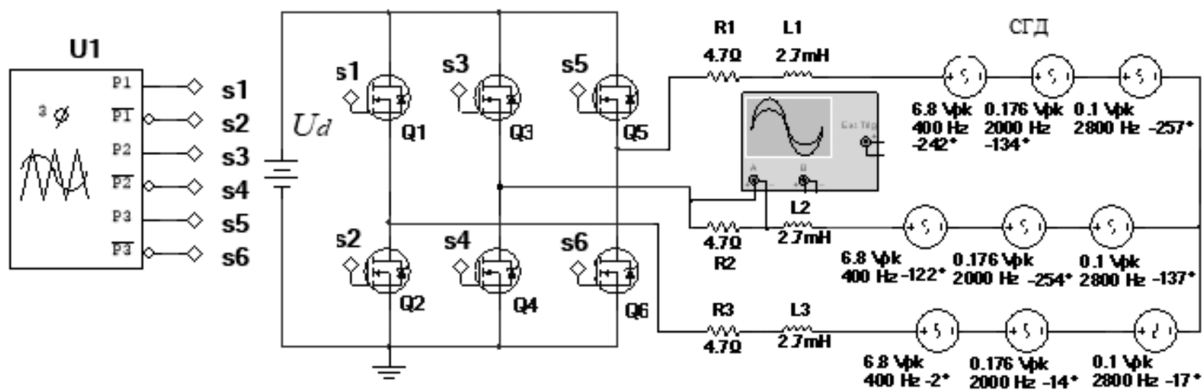 U1
P1
P1
P2
P2
P3
P3
3 Ø
s1
s2
s3
s4
s5
s6
U_d
s1
s3
s5
Q1
Q3
Q5
s2
s4
s6
Q2
Q4
Q6
R1
4.7Ω
L1
2.7mH
СГД
6.8 Vpk
400 Hz
-242°
0.176 Vpk
2000 Hz
-134°
0.1 Vpk
2800 Hz -257°
Ext Trig
+
A
B
+ -
+ -
4.7Ω
R2
L2
2.7mH
6.8 Vpk
400 Hz -122°
0.176 Vpk
2000 Hz -254°
0.1 Vpk
2800 Hz -137°
R3
4.7Ω
L3
2.7mH
6.8 Vpk
400 Hz -2°
0.176 Vpk
2000 Hz -14°
0.1 Vpk
2800 Hz -17°